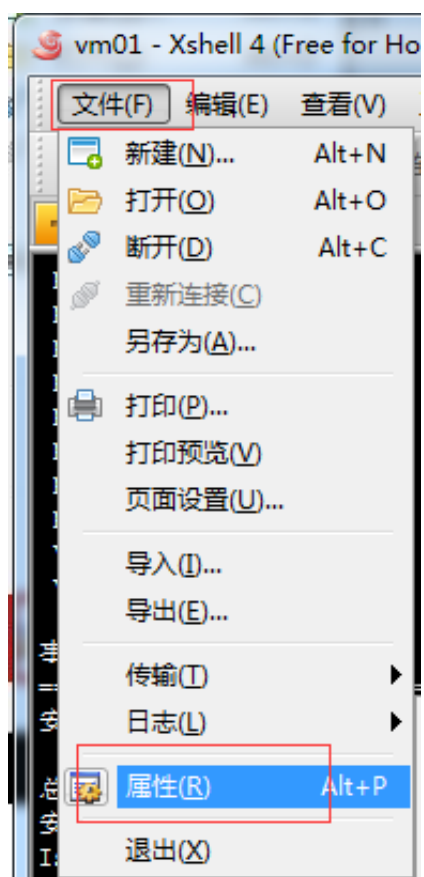 vm01 - Xshell 4 (Free for Ho
文件(F) 编辑(E) 查看(V)
新建(N)... Alt+N
打开(O) Alt+O
断开(D) Alt+C
重新连接(C)
另存为(A)...
打印(P)...
打印预览(V)
页面设置(U)...
导入(I)...
导出(E)...
传输(T)
日志(L)
属性(R) Alt+P
退出(X)